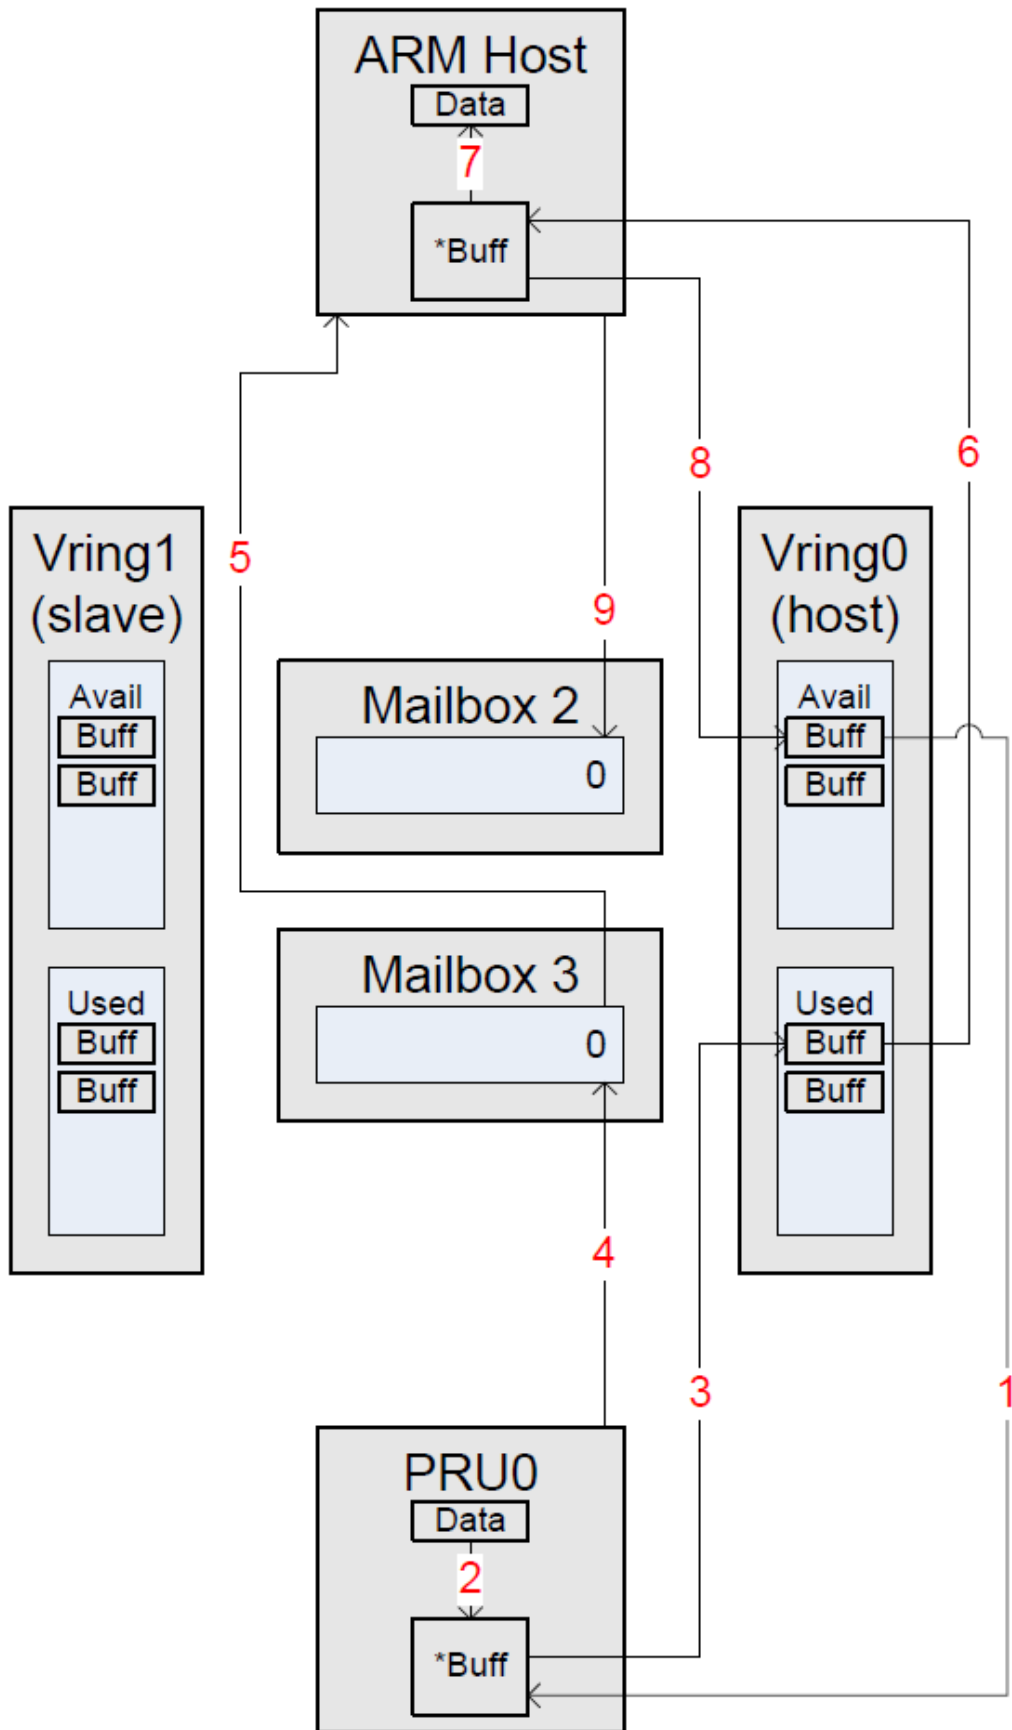 ARM Host
Data
7
*Buff
8
6
5
9
Vring1
(slave)
Avail
Buff
Buff
Used
Buff
Buff
Mailbox 2
0
Mailbox 3
0
Vring0
(host)
Avail
Buff
Buff
Used
Buff
Buff
4
3
1
PRU0
Data
2
*Buff